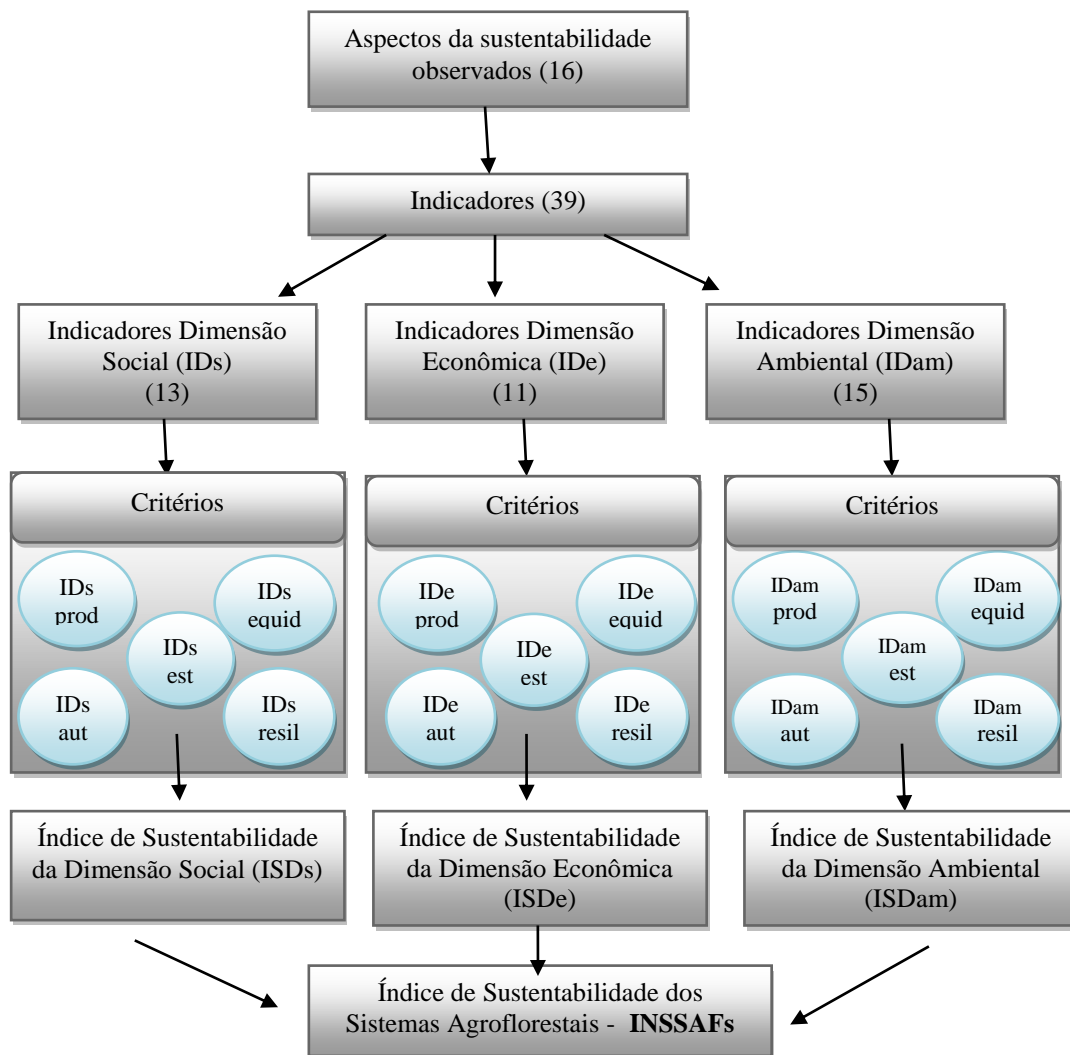 Aspectos da sustentabilidade
observados (16)
Indicadores (39)
Indicadores Dimensão
Social (IDs)
(13)
Indicadores Dimensão
Econômica (IDe)
(11)
Indicadores Dimensão
Ambiental (IDam)
(15)
Critérios
IDs
prod
IDs
equid
IDs
est
IDs
aut
IDs
resil
Critérios
IDe
prod
IDe
equid
IDe
est
IDe
aut
IDe
resil
Critérios
IDam
prod
IDam
equid
IDam
est
IDam
aut
IDam
resil
Índice de Sustentabilidade
da Dimensão Social (ISDs)
Índice de Sustentabilidade
da Dimensão Econômica
(ISDe)
Índice de Sustentabilidade
da Dimensão Ambiental
(ISDam)
Índice de Sustentabilidade dos
Sistemas Agroflorestais - INSSAFs